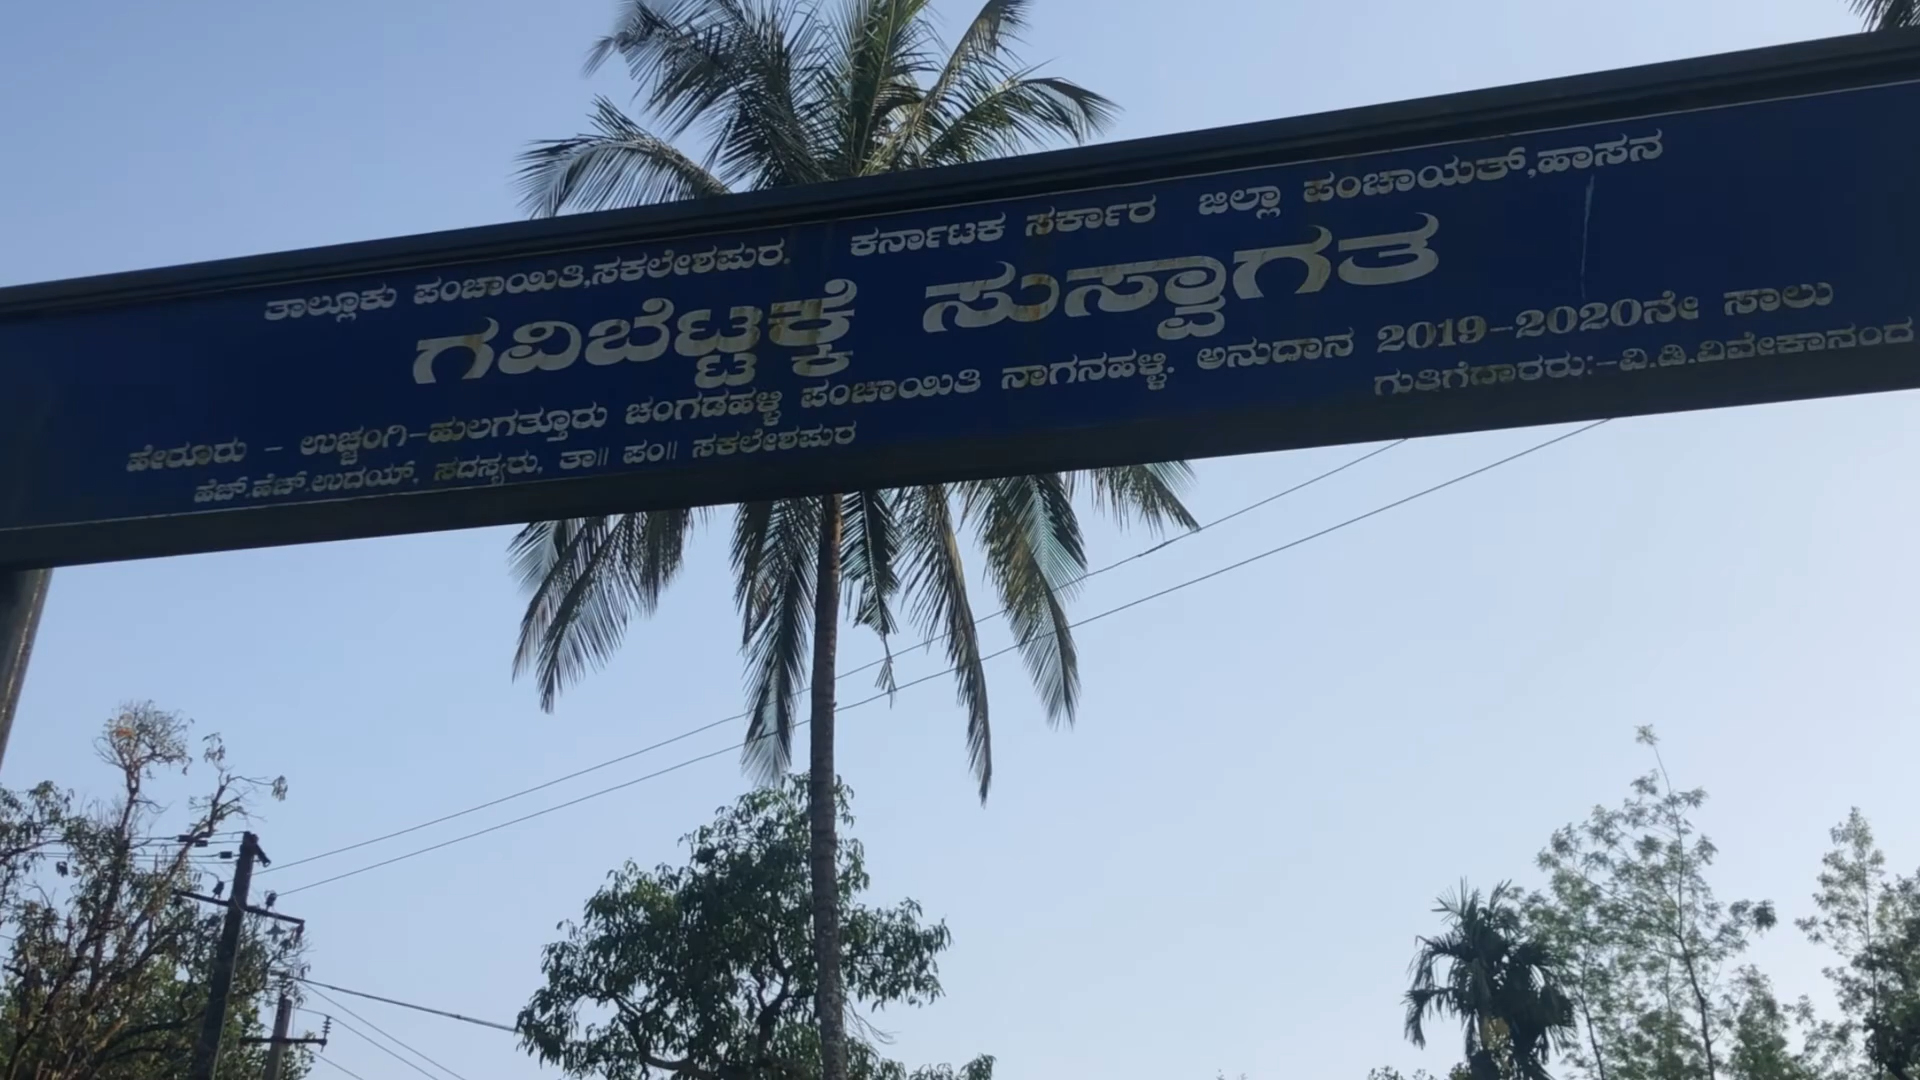 ತಾಲ್ಲೂಕು ಪಂಚಾಯಿತಿ,ಸಕಲೇಶಪುರ. ಕರ್ನಾಟಕ ಸರ್ಕಾರ ಜಿಲ್ಲಾ ಪಂಚಾಯತ್,ಹಾಸನ
ಗವಿಬೆಟ್ಟಕ್ಕೆ ಸುಸ್ವಾಗತ
ಹೇರೂರು - ಉಚ್ಚಂಗಿ-ಹುಲಗತ್ತೂರು ಚಂಗಡಹಳ್ಳಿ ಪಂಚಾಯಿತಿ ನಾಗನಹಳ್ಳಿ. ಅನುದಾನ 2019-2020ನೇ ಸಾಲು
ಹೆಚ್.ಹೆಚ್.ಉದಯ್, ಸದಸ್ಯರು, ತಾ॥ ಪಂ॥ ಸಕಲೇಶಪುರ ಗುತಿಗೆದಾರರು:-ವಿ.ಡಿ.ವಿವೇಕಾನಂದ